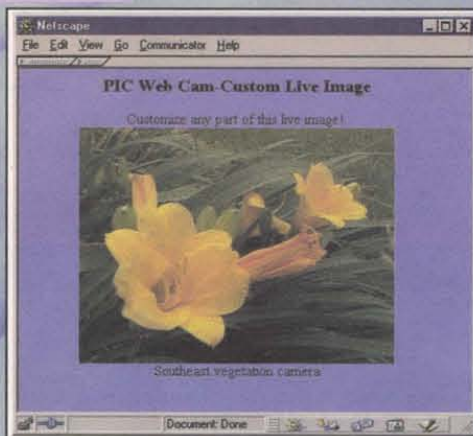 Netscape
File Edit View Go Communicator Help
PIC Web Cam-Custom Live Image
Customize any part of this live image!
Southeast vegetation camera
Document: Done